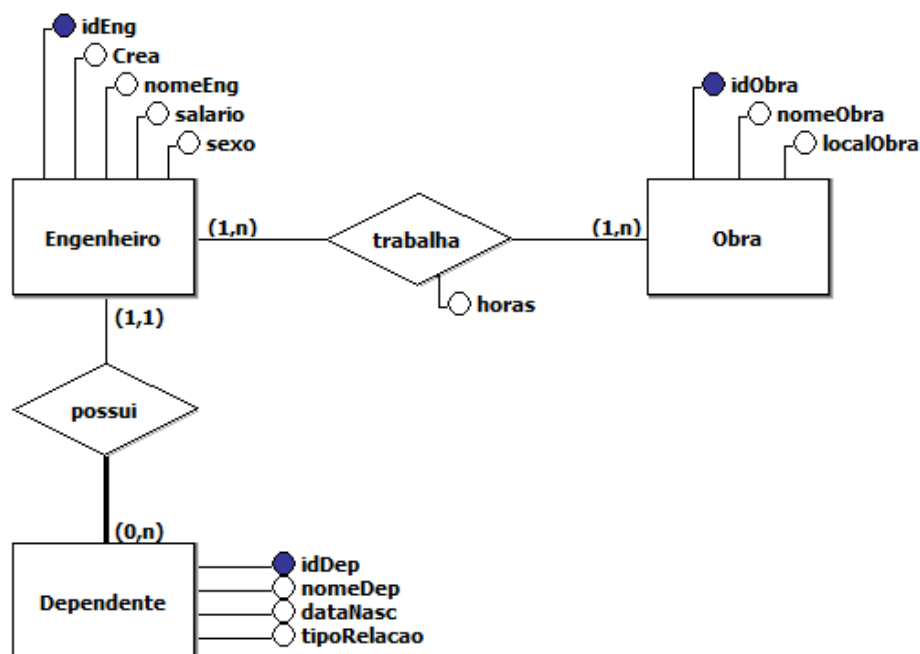 idEng
Crea
nomeEng
salario
sexo
idObra
nomeObra
localObra
Engenheiro
(1,n)
trabalha
(1,n)
Obra
horas
(1,1)
possui
(0,n)
Dependente
idDep
nomeDep
dataNasc
tipoRelacao